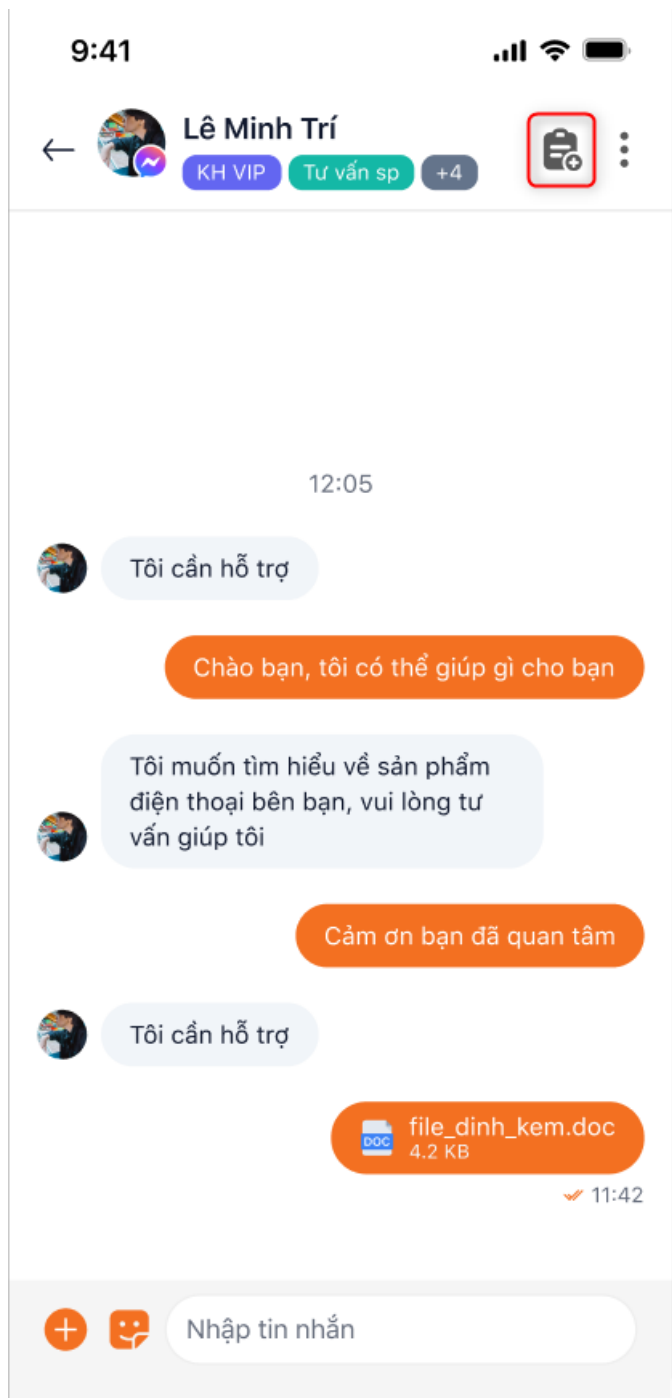 9:41
Lê Minh Trí
KH VIP Tư vấn sp +4
12:05
Tôi cần hỗ trợ
Chào bạn, tôi có thể giúp gì cho bạn
Tôi muốn tìm hiểu về sản phẩm
điện thoại bên bạn, vui lòng tư
vấn giúp tôi
Cảm ơn bạn đã quan tâm
Tôi cần hỗ trợ
DOC file_dinh_kem.doc
4.2 KB
11:42
Nhập tin nhắn